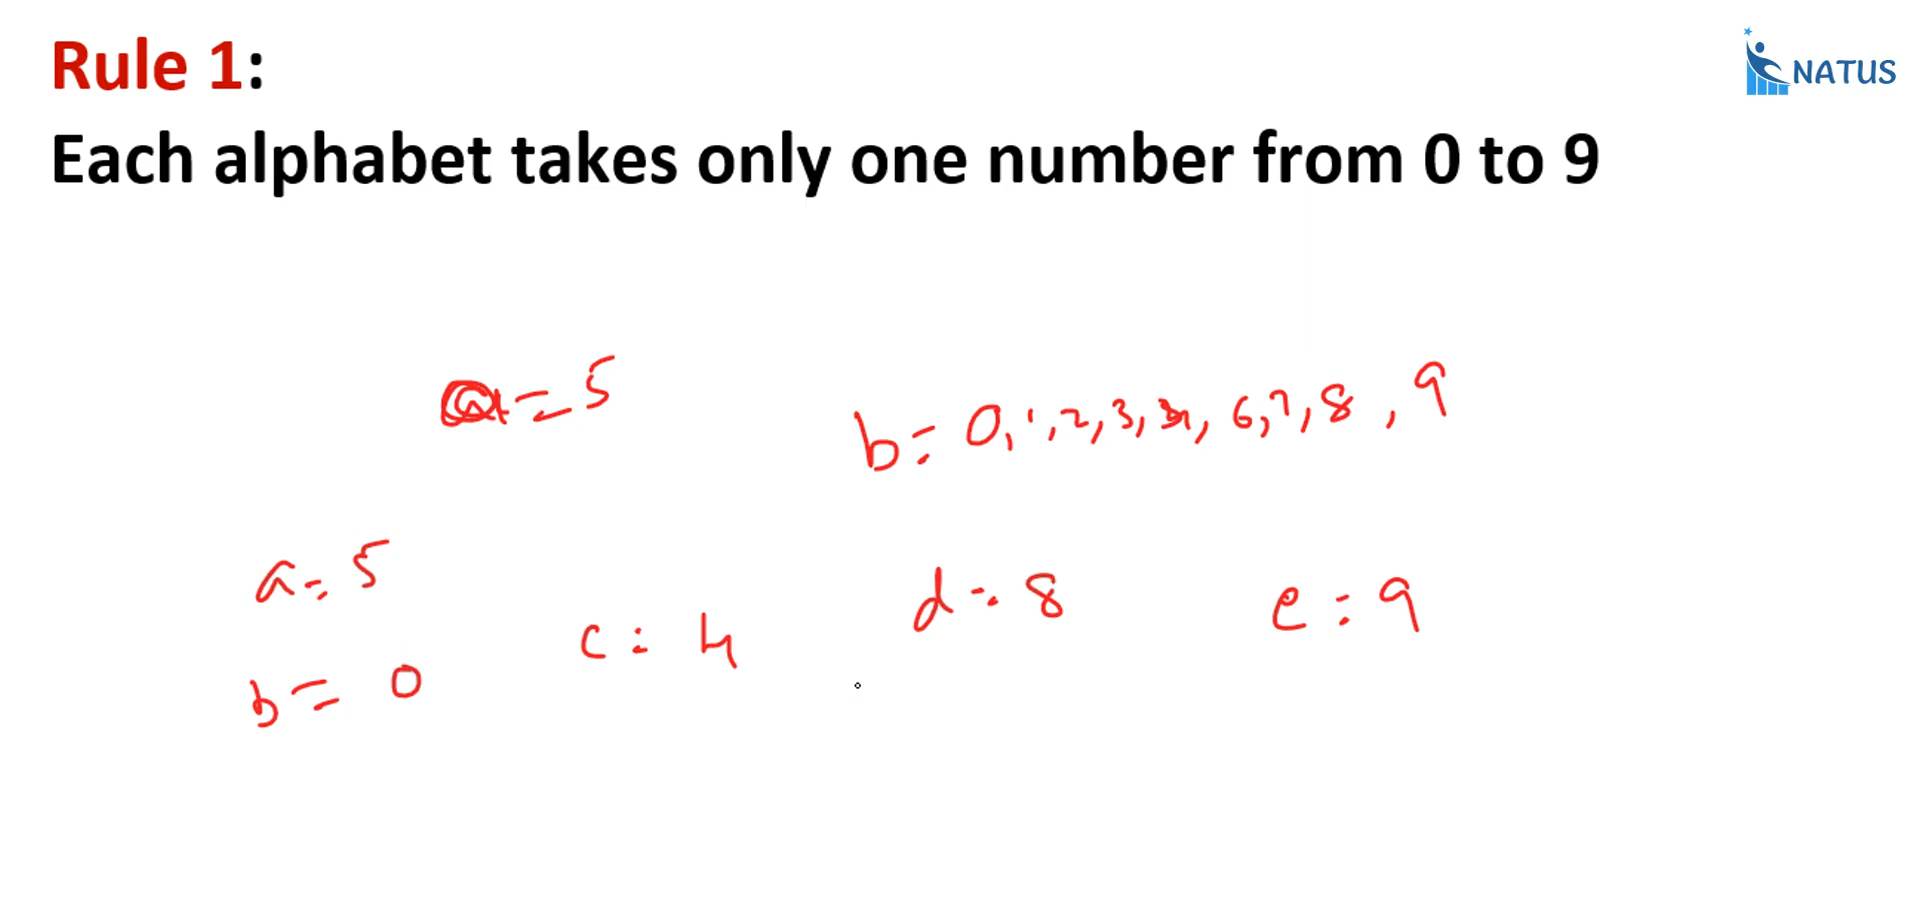 Rule 1:
NATUS
Each alphabet takes only one number from 0 to 9
a = 5
b = 0, 1, 2, 3, 6, 7, 8, 9
a = 5
c = 4
d = 8
e = 9
b = 0